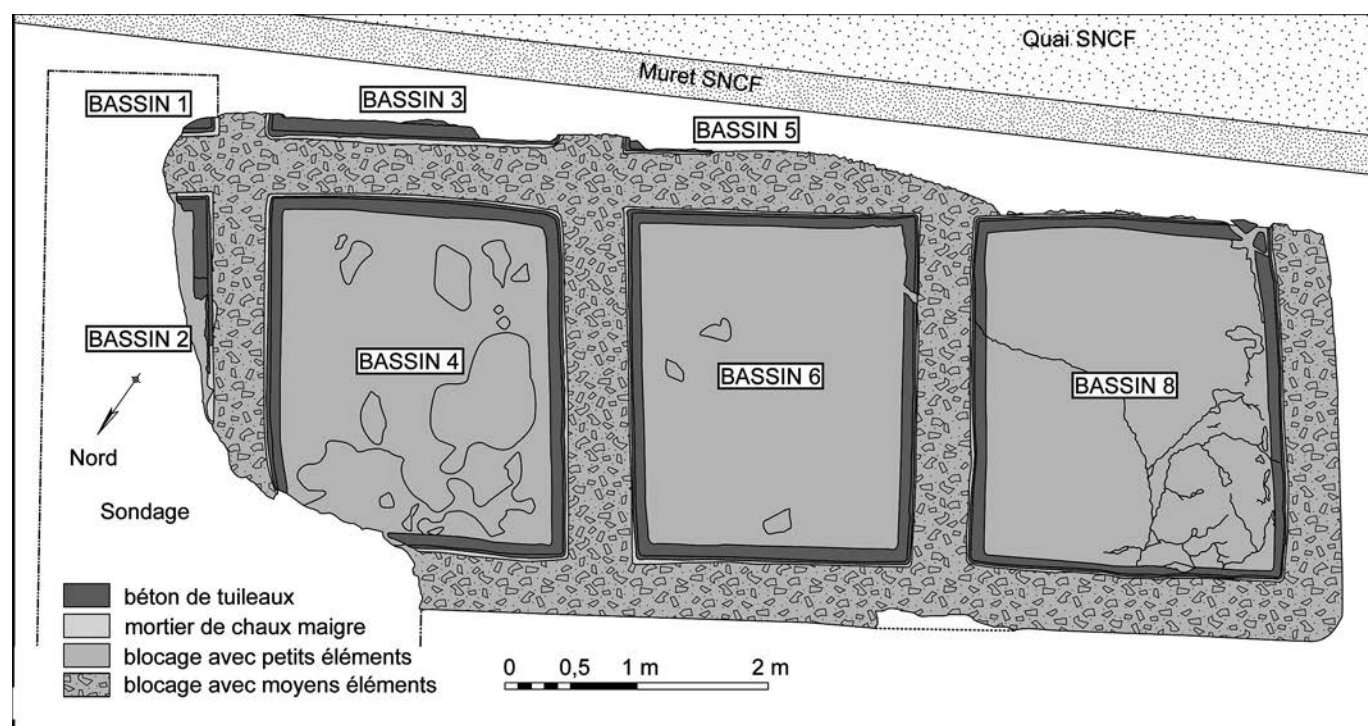 Quai SNCF
Muret SNCF
BASSIN 1
BASSIN 3
BASSIN 5
BASSIN 2
BASSIN 4
BASSIN 6
BASSIN 8
Nord
Sondage
béton de tuileaux
mortier de chaux maigre
blocage avec petits éléments
blocage avec moyens éléments
0 0,5 1 m 2 m